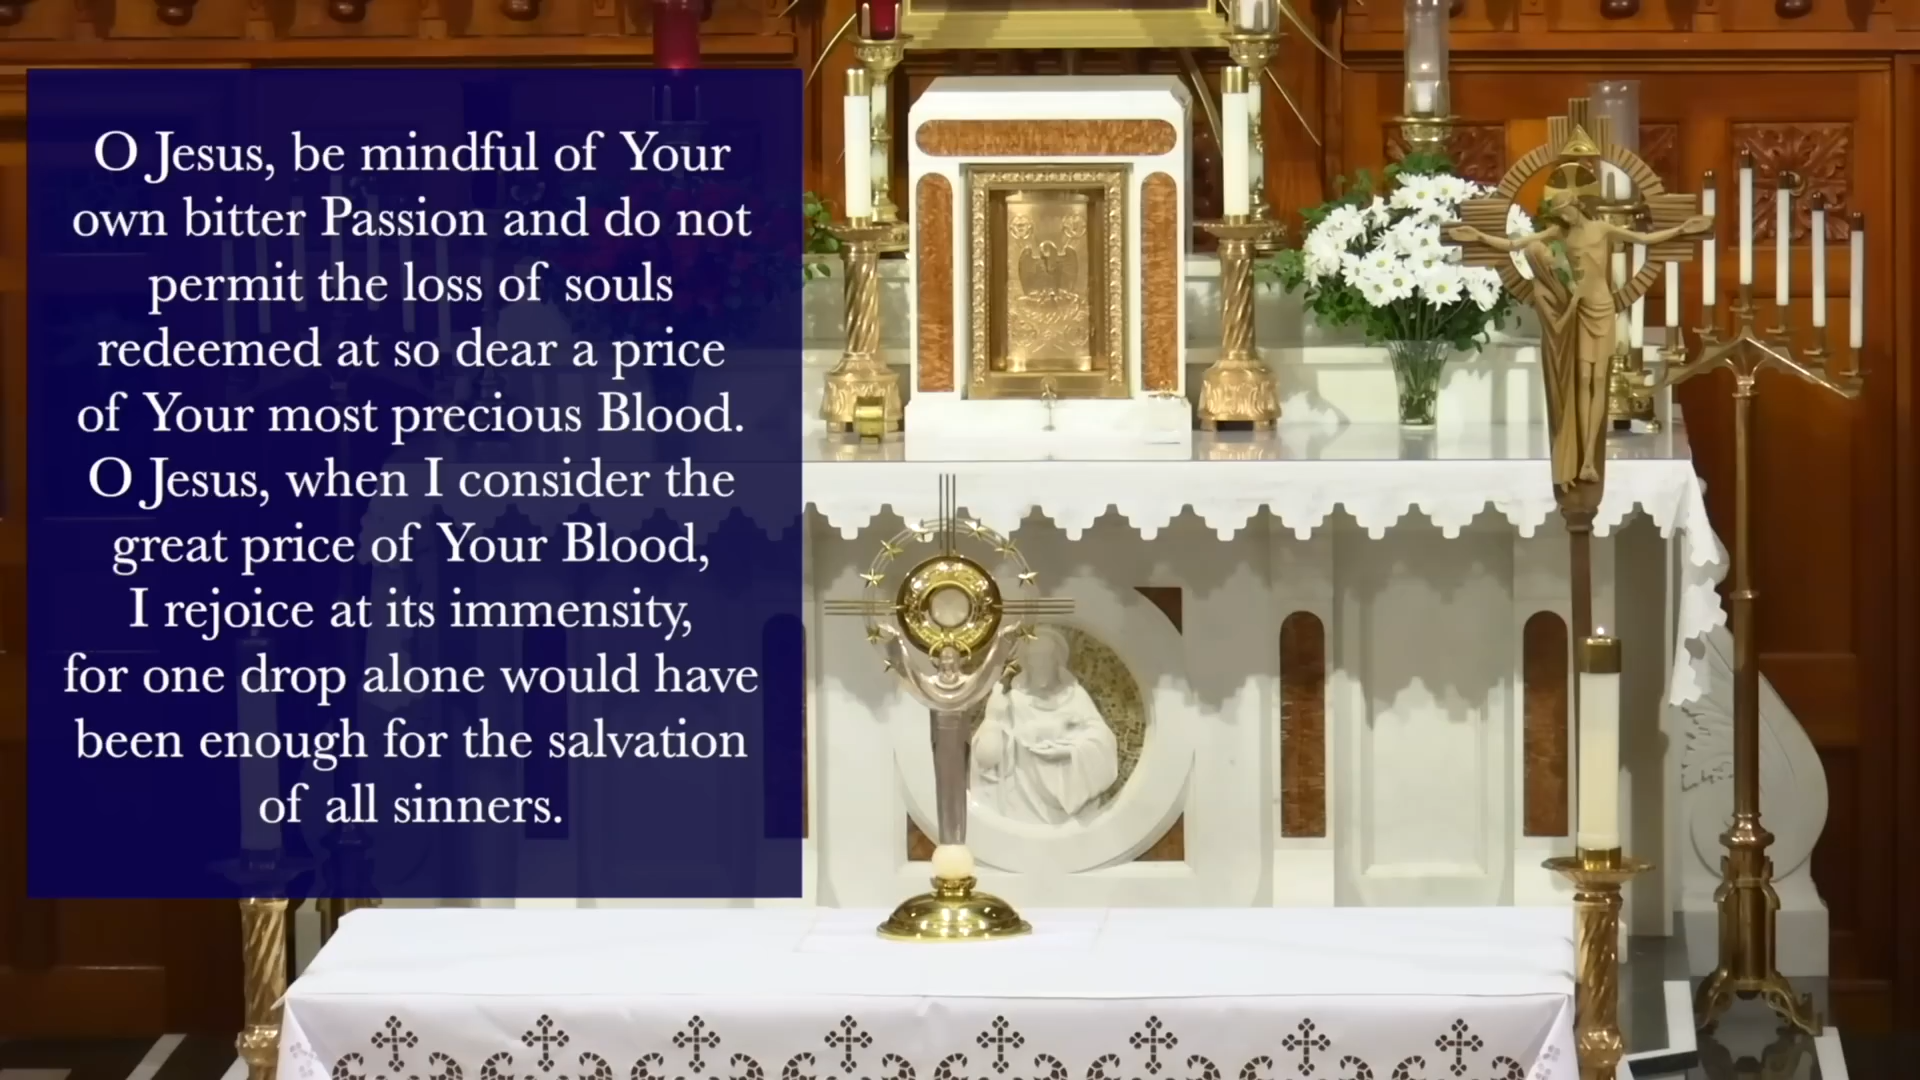 O Jesus, be mindful of Your
own bitter Passion and do not
permit the loss of souls
redeemed at so dear a price
of Your most precious Blood.
O Jesus, when I consider the
great price of Your Blood,
I rejoice at its immensity,
for one drop alone would have
been enough for the salvation
of all sinners.